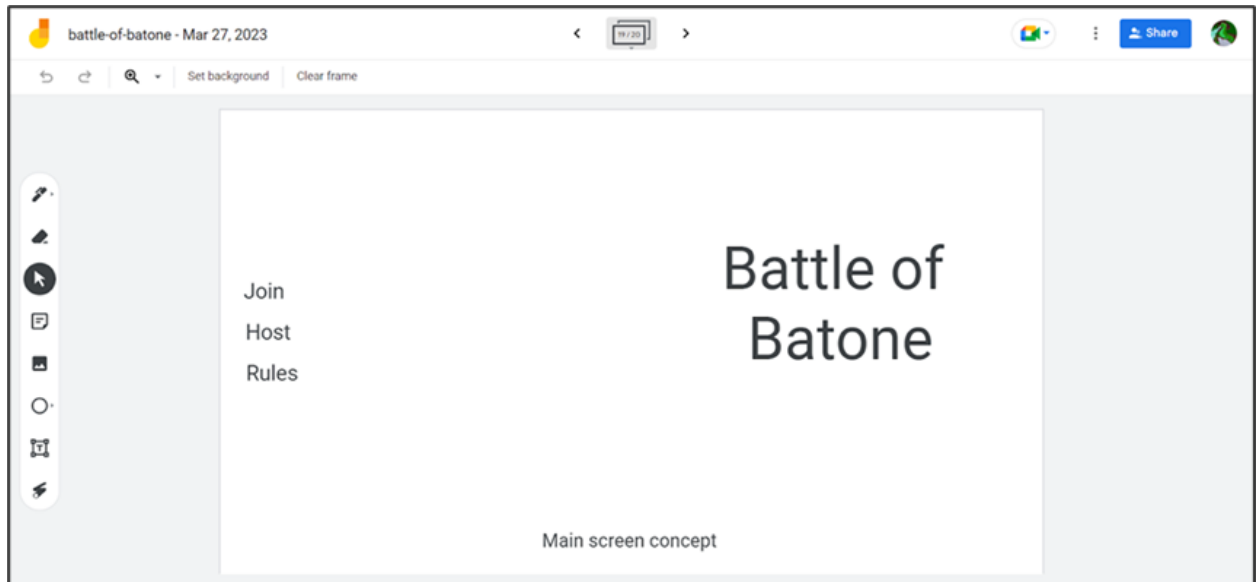 battle-of-batone - Mar 27, 2023
19 / 20
Share
Set background
Clear frame
Join
Host
Rules
Battle of
Batone
Main screen concept